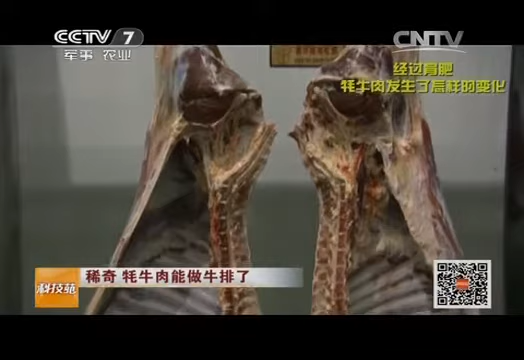 CCTV 7
军事·农业
CNTV
经过育肥
牦牛肉发生了怎样的变化
稀奇 牦牛肉能做牛排了
科技苑